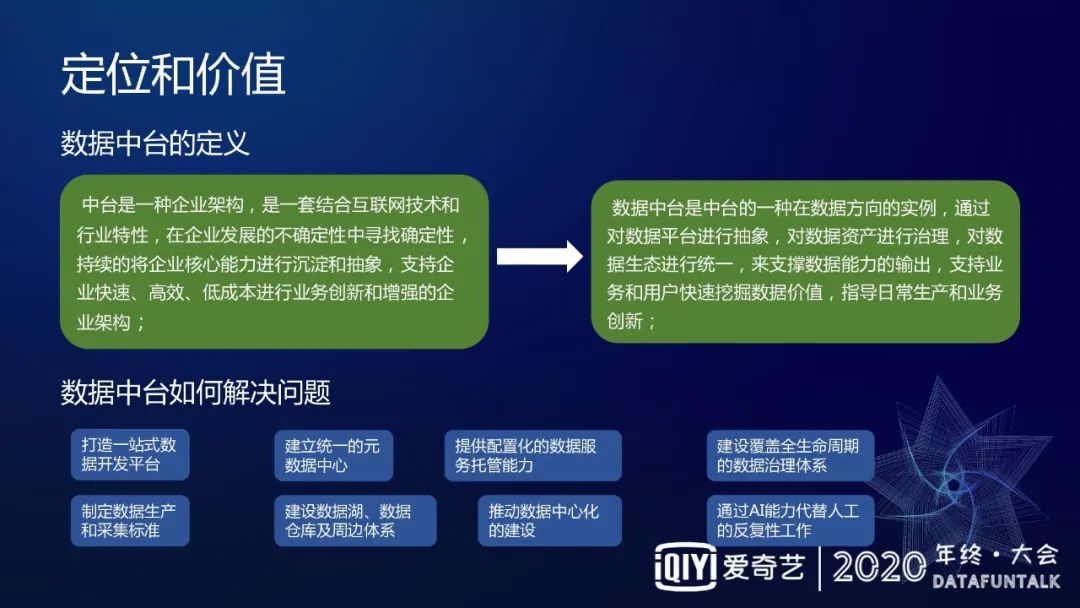 定位和价值
数据中台的定义
中台是一种企业架构，是一套结合互联网技术和
行业特性，在企业发展的不确定性中寻找确定性，
持续的将企业核心能力进行沉淀和抽象，支持企
业快速、高效、低成本进行业务创新和增强的企
业架构；
数据中台是中台的一种在数据方向的实例，通过
对数据平台进行抽象，对数据资产进行治理，对数
据生态进行统一，来支撑数据能力的输出，支持业
务和用户快速挖掘数据价值，指导日常生产和业务
创新；
数据中台如何解决问题
打造一站式数
据开发平台
建立统一的元
数据中心
提供配置化的数据服
务托管能力
建设覆盖全生命周期
的数据治理体系
制定数据生产
和采集标准
建设数据湖、数据
仓库及周边体系
推动数据中心化
的建设
通过AI能力代替人工
的反复性工作
iQIY 爱奇艺
2020 年终·大会
DATAFUNTALK